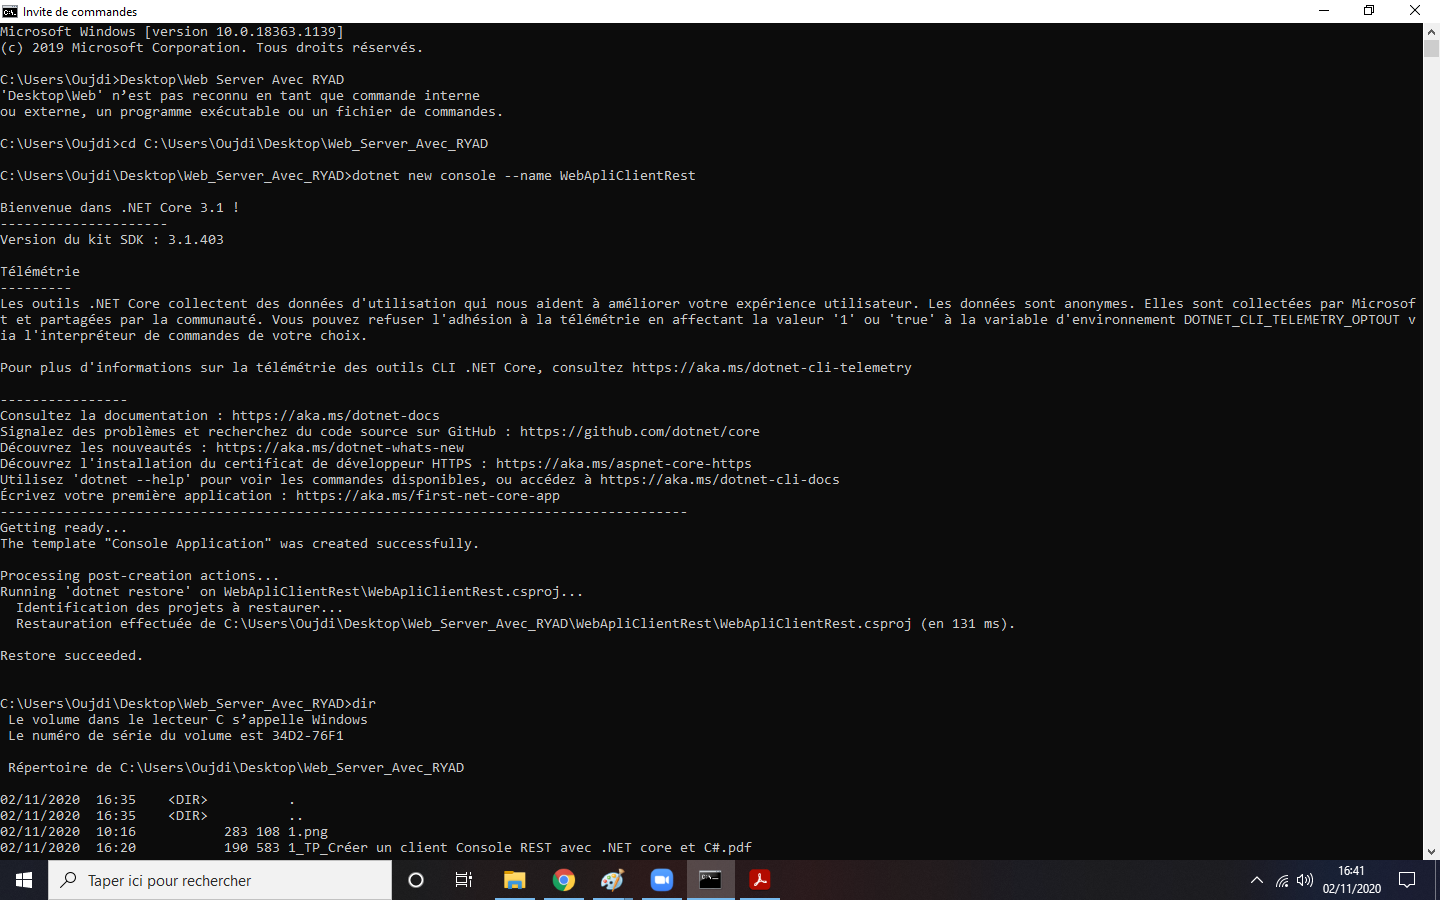 Invite de commandes
Microsoft Windows [version 10.0.18363.1139]
(c) 2019 Microsoft Corporation. Tous droits réservés.
C:\Users\Oujdi>Desktop\Web Server Avec RYAD
'Desktop\Web' n’est pas reconnu en tant que commande interne
ou externe, un programme exécutable ou un fichier de commandes.
C:\Users\Oujdi>cd C:\Users\Oujdi\Desktop\Web_Server_Avec_RYAD
C:\Users\Oujdi\Desktop\Web_Server_Avec_RYAD>dotnet new console --name WebApliClientRest
Bienvenue dans .NET Core 3.1 !
---------------------
Version du kit SDK : 3.1.403
Télémétrie
---------
Les outils .NET Core collectent des données d'utilisation qui nous aident à améliorer votre expérience utilisateur. Les données sont anonymes. Elles sont collectées par Microsof
t et partagées par la communauté. Vous pouvez refuser l'adhésion à la télémétrie en affectant la valeur '1' ou 'true' à la variable d'environnement DOTNET_CLI_TELEMETRY_OPTOUT v
ia l'interpréteur de commandes de votre choix.
Pour plus d'informations sur la télémétrie des outils CLI .NET Core, consultez https://aka.ms/dotnet-cli-telemetry
----------------
Consultez la documentation : https://aka.ms/dotnet-docs
Signalez des problèmes et recherchez du code source sur GitHub : https://github.com/dotnet/core
Découvrez les nouveautés : https://aka.ms/dotnet-whats-new
Découvrez l'installation du certificat de développeur HTTPS : https://aka.ms/aspnet-core-https
Utilisez 'dotnet --help' pour voir les commandes disponibles, ou accédez à https://aka.ms/dotnet-cli-docs
Écrivez votre première application : https://aka.ms/first-net-core-app
--------------------------------------------------------------------------------------
Getting ready...
The template "Console Application" was created successfully.
Processing post-creation actions...
Running 'dotnet restore' on WebApliClientRest\WebApliClientRest.csproj...
Identification des projets à restaurer...
Restauration effectuée de C:\Users\Oujdi\Desktop\Web_Server_Avec_RYAD\WebApliClientRest\WebApliClientRest.csproj (en 131 ms).
Restore succeeded.
C:\Users\Oujdi\Desktop\Web_Server_Avec_RYAD>dir
Le volume dans le lecteur C s’appelle Windows
Le numéro de série du volume est 34D2-76F1
Répertoire de C:\Users\Oujdi\Desktop\Web_Server_Avec_RYAD
02/11/2020  16:35    <DIR>          .
02/11/2020  16:35    <DIR>          ..
02/11/2020  10:16           283 108 1.png
02/11/2020  16:20           190 583 1_TP_Créer un client Console REST avec .NET core et C#.pdf
Taper ici pour rechercher
16:41
02/11/2020